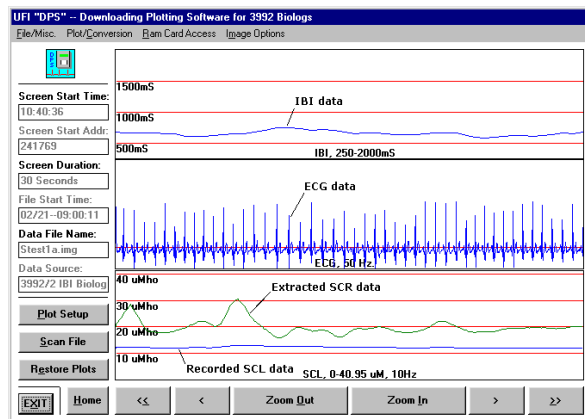 UFI "DPS" -- Downloading Plotting Software for 3992 Biologs
File/Misc. Plot/Conversion Ram Card Access Image Options
DPS
Screen Start Time:
10:40:36
Screen Start Addr:
241769
Screen Duration:
30 Seconds
File Start Time:
02/21--09:00:11
Data File Name:
Stest1a.img
Data Source:
3992/2 IBI Biolog
Plot Setup
Scan File
Restore Plots
1500mS
IBI data
1000mS
500mS
IBI, 250-2000mS
ECG data
ECG, 50 Hz.
40 uMho
Extracted SCR data
30 uMho
20 uMho
Recorded SCL data
10 uMho
SCL, 0-40.95 uM, 10Hz
EXIT Home << < Zoom Out Zoom In > >>